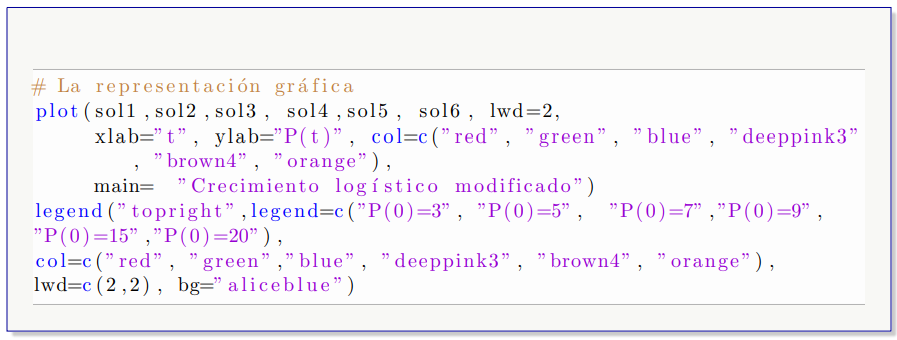 # La representación gráfica
plot(sol1,sol2,sol3, sol4,sol5, sol6, lwd=2,
xlab="t", ylab="P(t)", col=c("red", "green", "blue", "deeppink3"
, "brown4", "orange"),
main= "Crecimiento logístico modificado")
legend("topright",legend=c("P(0)=3", "P(0)=5", "P(0)=7","P(0)=9",
"P(0)=15","P(0)=20"),
col=c("red", "green","blue", "deeppink3", "brown4", "orange"),
lwd=c(2,2), bg="aliceblue")